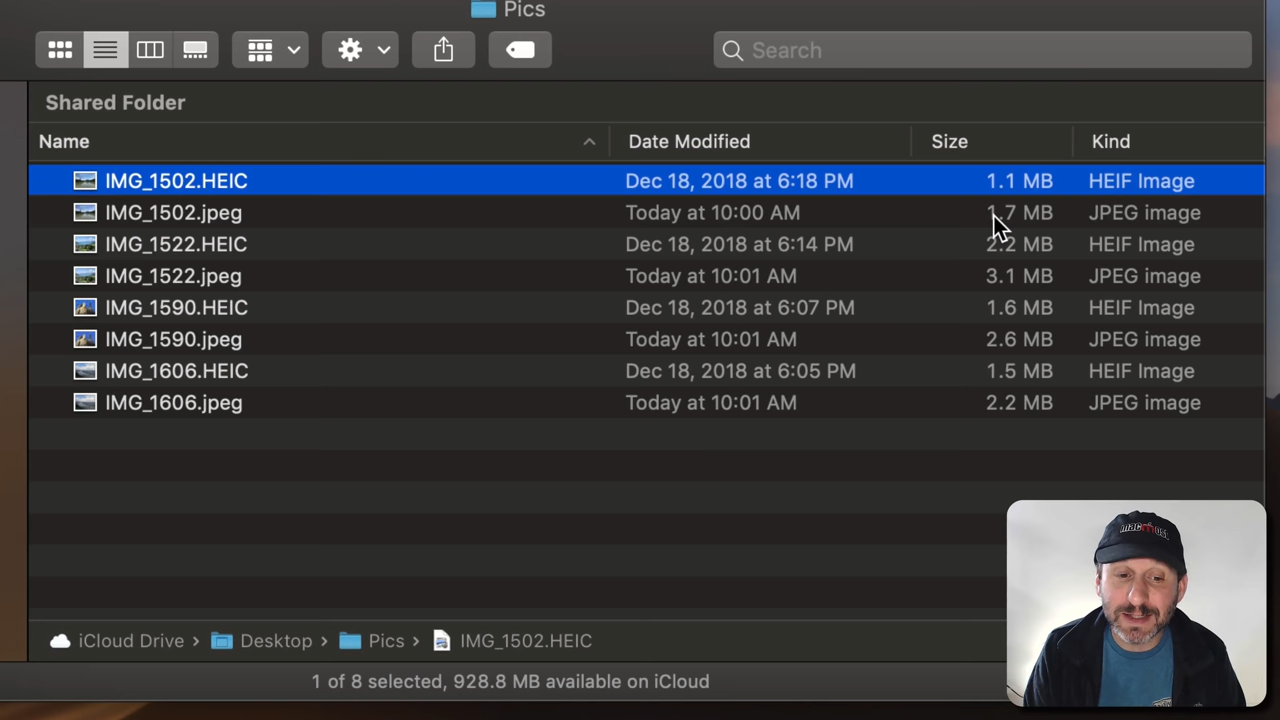 Pics
Search
Shared Folder
Name Date Modified Size Kind
IMG_1502.HEIC Dec 18, 2018 at 6:18 PM 1.1 MB HEIF Image
IMG_1502.jpeg Today at 10:00 AM 1.7 MB JPEG image
IMG_1522.HEIC Dec 18, 2018 at 6:14 PM 2.2 MB HEIF Image
IMG_1522.jpeg Today at 10:01 AM 3.1 MB JPEG image
IMG_1590.HEIC Dec 18, 2018 at 6:07 PM 1.6 MB HEIF Image
IMG_1590.jpeg Today at 10:01 AM 2.6 MB JPEG image
IMG_1606.HEIC Dec 18, 2018 at 6:05 PM 1.5 MB HEIF Image
IMG_1606.jpeg Today at 10:01 AM 2.2 MB JPEG image
macmost
iCloud Drive › Desktop › Pics › IMG_1502.HEIC
1 of 8 selected, 928.8 MB available on iCloud